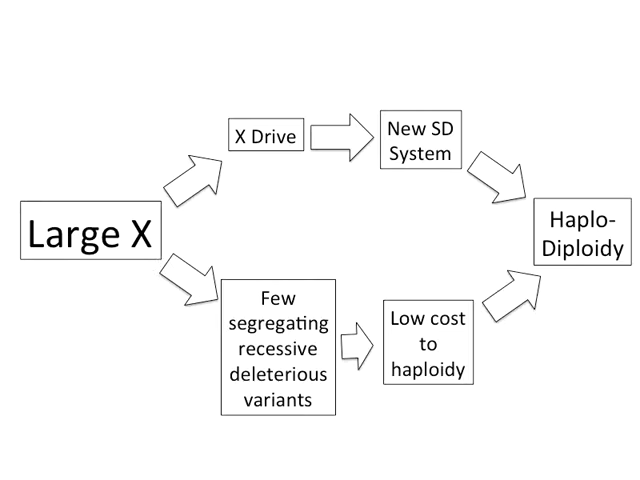 Large X
X Drive
New SD
System
Haplo-
Diploidy
Few
segregating
recessive
deleterious
variants
Low cost
to
haploidy